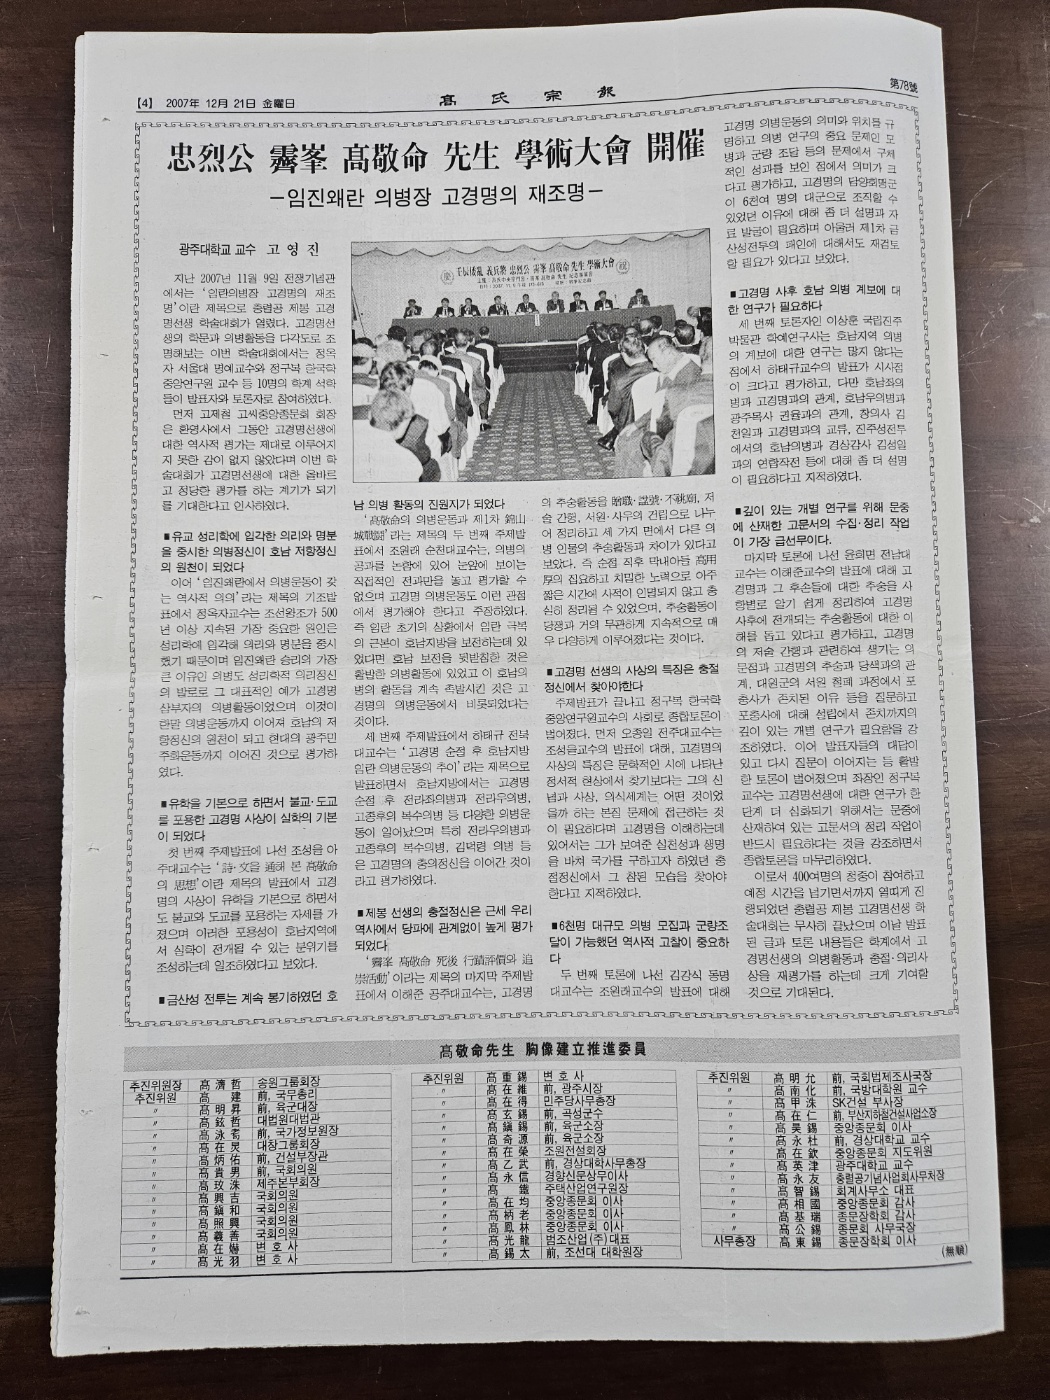 【4】 2007年 12月 21日 金曜日
高氏宗報
第78號
忠烈公 霽峯 高敬命 先生 學術大會 開催
－임진왜란 의병장 고경명의 재조명－
광주대학교 교수 고 영 진
지난 2007년 11월 9일 전쟁기념관
에서는 ‘임란의병장 고경명의 재조
명’이란 제목으로 충렬공 제봉 고경
명선생 학술대회가 열렸다. 고경명선
생의 학문과 의병활동을 다각도로 조
명해보는 이번 학술대회에서는 정옥
자 서울대 명예교수와 정구복 한국학
중앙연구원 교수 등 10명의 학계 석학
들이 발표자와 토론자로 참여하였다.
먼저 고제철 고씨중앙종문회 회장
은 환영사에서 그동안 고경명선생에
대한 역사적 평가는 제대로 이루어지
지 못한 감이 없지 않았다며 이번 학
술대회가 고경명선생에 대한 올바르
고 정당한 평가를 하는 계기가 되기
를 기대한다고 인사하였다.
■유교 성리학에 입각한 의리와 명분
을 중시한 의병정신이 호남 저항정신
의 원천이 되었다
이어 ‘임진왜란에서 의병운동이 갖
는 역사적 의의’라는 제목의 기조발
표에서 정옥자교수는 조선왕조가 500
년 이상 지속된 가장 중요한 원인은
성리학에 입각해 의리와 명분을 중시
했기 때문이며 임진왜란 승리의 가장
큰 이유인 의병도 성리학적 의리정신
의 발로로 그 대표적인 예가 고경명
삼부자의 의병활동이었으며 이것이
한말 의병운동까지 이어져 호남의 저
항정신의 원천이 되고 현대의 광주민
주화운동까지 이어진 것으로 평가하
였다.
■유학을 기본으로 하면서 불교·도교
를 포용한 고경명 사상이 실학의 기본
이 되었다
첫 번째 주제발표에 나선 조성을 아
주대교수는 ‘詩·文을 通해 본 高敬命
의 思想’이란 제목의 발표에서 고경
명의 사상이 유학을 기본으로 하면서
도 불교와 도교를 포용하는 자세를 가
졌으며 이러한 포용성이 호남지역에
서 실학이 전개될 수 있는 분위기를
조성하는데 일조하였다고 보았다.
■금산성 전투는 계속 봉기하였던 호
壬辰倭亂 義兵將 忠烈公 霽峯 高敬命 先生 學術大會
남 의병 활동의 진원지가 되었다
‘高敬命의 의병운동과 제1차 錦山
城戰鬪’라는 제목의 두 번째 주제발
표에서 조원래 순천대교수는, 의병의
공과를 논함에 있어 눈앞에 보이는
직접적인 전과만을 놓고 평가할 수
없으며 고경명 의병운동도 이런 관점
에서 평가해야 한다고 주장하였다.
즉 임란 초기의 상황에서 임란 극복
의 근본이 호남지방을 보전하는데 있
었다면 호남 보전을 뒷받침한 것은
활발한 의병활동에 있었고 이 호남의
병의 활동을 계속 촉발시킨 것은 고
경명의 의병운동에서 비롯되었다는
것이다.
세 번째 주제발표에서 하태규 전북
대교수는 ‘고경명 순절 후 호남지방
임란 의병운동의 추이’라는 제목으로
발표하면서 호남지방에서는 고경명
순절 후 전라좌의병과 전라우의병,
고종후의 복수의병 등 다양한 의병운
동이 일어났으며 특히 전라우의병과
고종후의 복수의병, 김덕령 의병 등
은 고경명의 충의정신을 이어간 것이
라고 평가하였다.
■제봉 선생의 충절정신은 근세 우리
역사에서 당파에 관계없이 높게 평가
되었다
‘霽峯 高敬命 死後 行蹟評價와 追
崇活動’이라는 제목의 마지막 주제발
표에서 이해준 공주대교수는, 고경명
의 추숭활동을 贈職·諡號·不祧廟, 저
술 간행, 서원·사우의 건립으로 나누
어 정리하고 세 가지 면에서 다른 의
병 인물의 추숭활동과 차이가 있다고
보았다. 즉 순절 직후 막내아들 高用
厚의 집요하고 치밀한 노력으로 아주
짧은 시간에 사적이 인멸되지 않고 충
실히 정리될 수 있었으며, 추숭활동이
당쟁과 거의 무관하게 지속적으로 매
우 다양하게 이루어졌다는 것이다.
■고경명 선생의 사상의 특징은 충절
정신에서 찾아야한다
주제발표가 끝나고 정구복 한국학
중앙연구원교수의 사회로 종합토론이
벌어졌다. 먼저 오종일 전주대교수는
조성을교수의 발표에 대해, 고경명의
사상의 특징은 문학적인 시에 나타난
정서적 현상에서 찾기보다는 그의 신
념과 사상, 의식세계는 어떤 것이었
을까 하는 본질 문제에 접근하는 것
이 필요하다며 고경명을 이해하는데
있어서는 그가 보여준 실천성과 생명
을 바쳐 국가를 구하고자 하였던 충
절정신에서 그 참된 모습을 찾아야
한다고 지적하였다.
■6천명 대규모 의병 모집과 군량조
달이 가능했던 역사적 고찰이 중요하
다
두 번째 토론에 나선 김강식 동명
대교수는 조원래교수의 발표에 대해
고경명 의병운동의 의미와 위치를 규
명하고 의병 연구의 중요 문제인 모
병과 군량 조달 등의 문제에서 구체
적인 성과를 보인 점에서 의미가 크
다고 평가하고, 고경명의 담양회맹군
이 6천여 명의 대군으로 조직할 수
있었던 이유에 대해 좀 더 설명과 자
료 발굴이 필요하며 아울러 제1차 금
산성전투의 패인에 대해서도 재검토
할 필요가 있다고 보았다.
■고경명 사후 호남 의병 계보에 대
한 연구가 필요하다
세 번째 토론자인 이상훈 국립진주
박물관 학예연구사는 호남지역 의병
의 계보에 대한 연구는 많지 않다는
점에서 하태규교수의 발표가 시사점
이 크다고 평가하고, 다만 호남좌의
병과 고경명과의 관계, 호남우의병과
광주목사 권율과의 관계, 창의사 김
천일과 고경명과의 교류, 진주성전투
에서의 호남의병과 경상감사 김성일
과의 연합작전 등에 대해 좀 더 설명
이 필요하다고 지적하였다.
■깊이 있는 개별 연구를 위해 문중
에 산재한 고문서의 수집·정리 작업
이 가장 급선무이다.
마지막 토론에 나선 윤희면 전남대
교수는 이해준교수의 발표에 대해 고
경명과 그 후손들에 대한 추숭을 사
항별로 알기 쉽게 정리하여 고경명
사후에 전개되는 추숭활동에 대한 이
해를 돕고 있다고 평가하고, 고경명
의 저술 간행과 관련하여 생기는 의
문점과 고경명의 추숭과 당색과의 관
계, 대원군의 서원 훼철 과정에서 포
충사가 존치된 이유 등을 질문하고
포충사에 대해 설립에서 존치까지의
깊이 있는 개별 연구가 필요함을 강
조하였다. 이어 발표자들의 대답이
있고 다시 질문이 이어지는 등 활발
한 토론이 벌어졌으며 좌장인 정구복
교수는 고경명선생에 대한 연구가 한
단계 더 심화되기 위해서는 문중에
산재하여 있는 고문서의 정리 작업이
반드시 필요하다는 것을 강조하면서
종합토론을 마무리하였다.
이로서 400여명의 청중이 참여하고
예정 시간을 넘기면서까지 열띠게 진
행되었던 충렬공 제봉 고경명선생 학
술대회는 무사히 끝났으며 이날 발표
된 글과 토론 내용들은 학계에서 고
경명선생의 의병활동과 충절·의리사
상을 재평가를 하는데 크게 기여할
것으로 기대된다.
高敬命先生 胸像建立推進委員
추진위원장 高濟哲 송원그룹회장
추진위원 高建 前, 국무총리
〃 高明昇 前, 육군대장
〃 高鉉哲 대법원대법관
〃 高泳耉 前, 국가정보원장
〃 高在炅 대창그룹회장
〃 高炳佑 前, 건설부장관
〃 高貴男 前, 국회의원
〃 高玟洙 제주본부회장
〃 高興吉 국회의원
〃 高鎭和 국회의원
〃 高照興 국회의원
〃 高義善 국회의원
〃 高在爀 변호사
〃 高光羽 변호사
추진위원 高重錫 변호사
〃 高在維 前, 광주시장
〃 高在得 민주당사무총장
〃 高玄錫 前, 곡성군수
〃 高鎭錫 前, 육군소장
〃 高奇源 前, 육군소장
〃 高在榮 조원전설회장
〃 高乙武 前, 경상대학사무총장
〃 高永信 경향신문상무이사
〃 高鐵 주택산업연구원장
〃 高在均 중앙종문회 이사
〃 高柄老 중앙종문회 이사
〃 高鳳林 중앙종문회 이사
〃 高光龍 범조산업(주) 대표
〃 高錫太 前, 조선대 대학원장
추진위원 高明允 前, 국회법제조사국장
〃 高南化 前, 국방대학원 교수
〃 高甲洙 SK건설 부사장
〃 高在仁 前, 부산지하철건설사업소장
〃 高昊錫 중앙종문회 이사
〃 高永杜 前, 경상대학교 교수
〃 高在欽 중앙종문회 지도위원
〃 高英津 광주대학교 교수
〃 高永友 충렬공기념사업회사무처장
〃 高智錫 회계사무소 대표
〃 高相國 중앙종문회 감사
〃 高基瑞 종문장학회 감사
〃 高公錫 종문회 사무국장
사무총장 高東錫 종문장학회 이사
(無順)